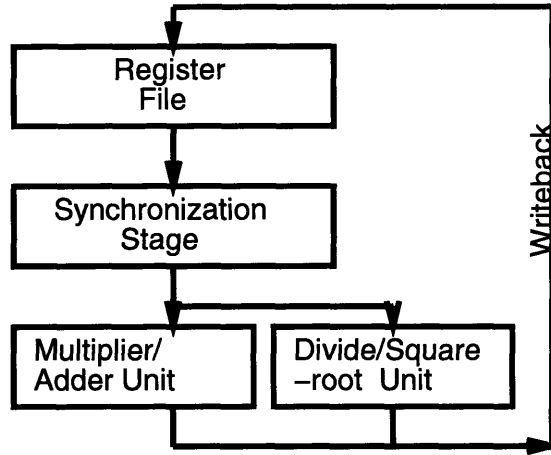 Register
File
Synchronization
Stage
Writeback
Multiplier/
Adder Unit
Divide/Square
–root Unit